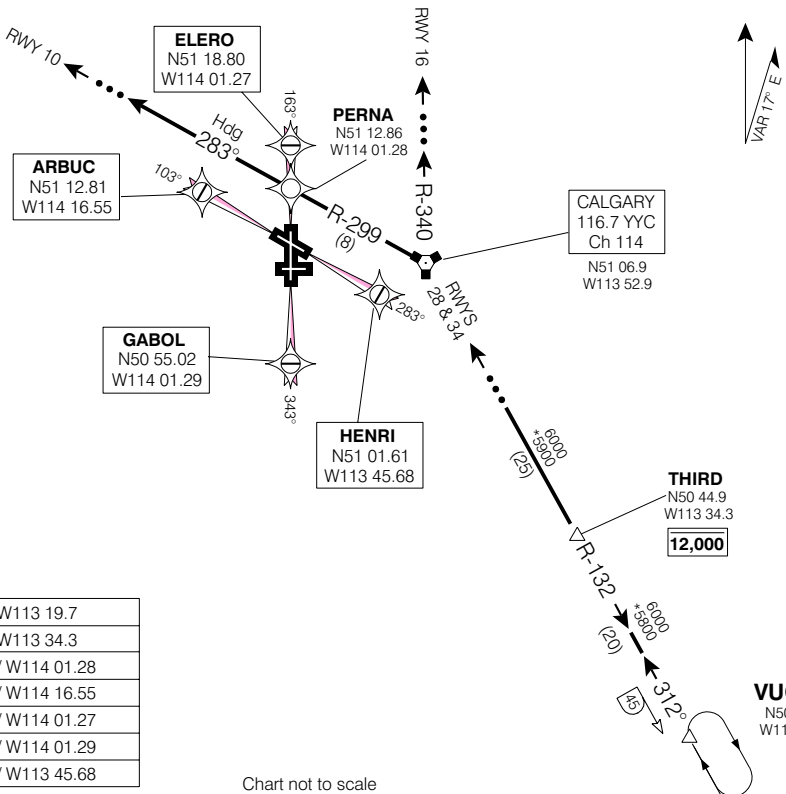 RWY 10
ELERO
N51 18.80
W114 01.27
RWY 16
VAR 17° E
163°
PERNA
N51 12.86
W114 01.28
Hdg
283°
ARBUC
N51 12.81
W114 16.55
103°
R-299
(8)
R-340
CALGARY
116.7 YYC
Ch 114
N51 06.9
W113 52.9
RWYS
28 & 34
283°
GABOL
N50 55.02
W114 01.29
343°
HENRI
N51 01.61
W113 45.68
6000
*5900
(25)
THIRD
N50 44.9
W113 34.3
12,000
R-132
6000
*5800
(20)
312°
45
W113 19.7
W113 34.3
W114 01.28
W114 16.55
W114 01.27
W114 01.29
W113 45.68
Chart not to scale